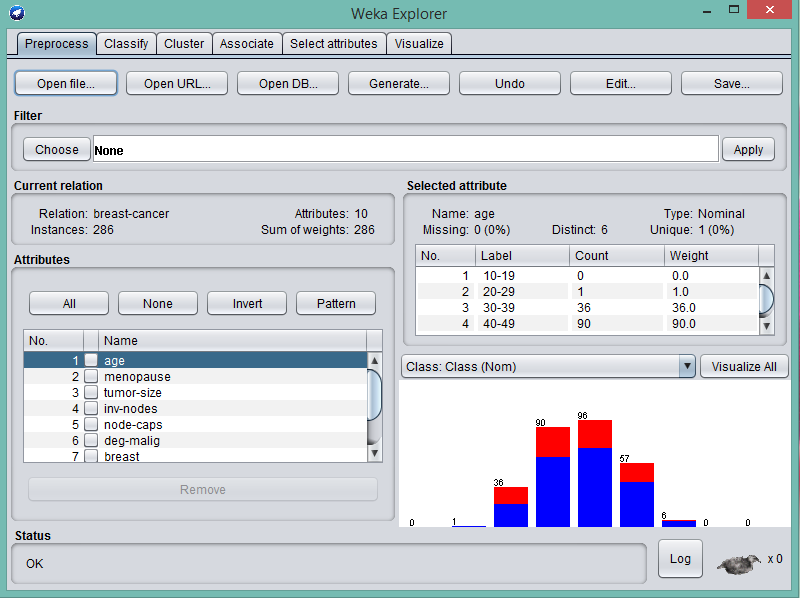 Weka Explorer
Preprocess Classify Cluster Associate Select attributes Visualize
Open file... Open URL... Open DB... Generate... Undo Edit... Save...
Filter
Choose None Apply
Current relation
Relation: breast-cancer Attributes: 10
Instances: 286 Sum of weights: 286
Attributes
All None Invert Pattern
No. Name
1 age
2 menopause
3 tumor-size
4 inv-nodes
5 node-caps
6 deg-malig
7 breast
Remove
Selected attribute
Name: age Type: Nominal
Missing: 0 (0%) Distinct: 6 Unique: 1 (0%)
No. Label Count Weight
1 10-19 0 0.0
2 20-29 1 1.0
3 30-39 36 36.0
4 40-49 90 90.0
Class: Class (Nom) Visualize All
0 1 36 90 96 57 6 0 0
Status
OK
Log x 0